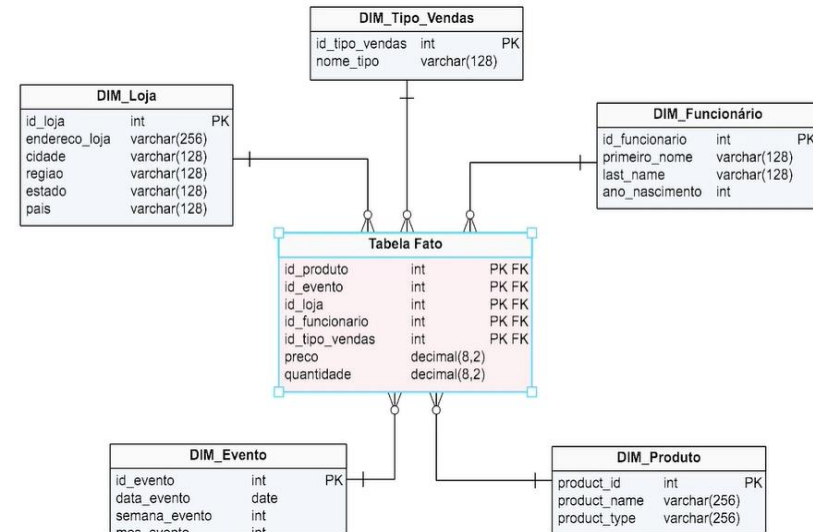 DIM_Tipo_Vendas
id_tipo_vendas int PK
nome_tipo varchar(128)
DIM_Loja
id_loja int PK
endereco_loja varchar(256)
cidade varchar(128)
regiao varchar(128)
estado varchar(128)
pais varchar(128)
DIM_Funcionário
id_funcionario int PK
primeiro_nome varchar(128)
last_name varchar(128)
ano_nascimento int
Tabela Fato
id_produto int PK FK
id_evento int PK FK
id_loja int PK FK
id_funcionario int PK FK
id_tipo_vendas int PK FK
preco decimal(8,2)
quantidade decimal(8,2)
DIM_Evento
id_evento int PK
data_evento date
semana_evento int
mes_evento int
DIM_Produto
product_id int PK
product_name varchar(256)
product_type varchar(256)